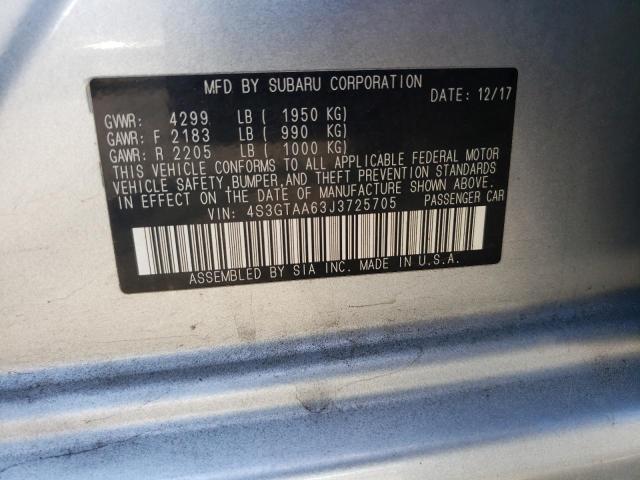 MFD BY SUBARU CORPORATION
DATE: 12/17
GVWR: 4299 LB ( 1950 KG)
GAWR: F 2183 LB ( 990 KG)
GAWR: R 2205 LB ( 1000 KG)
THIS VEHICLE CONFORMS TO ALL APPLICABLE FEDERAL MOTOR
VEHICLE SAFETY, BUMPER, AND THEFT PREVENTION STANDARDS
IN EFFECT ON THE DATE OF MANUFACTURE SHOWN ABOVE.
VIN: 4S3GTAA63J3725705 PASSENGER CAR
ASSEMBLED BY SIA INC. MADE IN U.S.A.